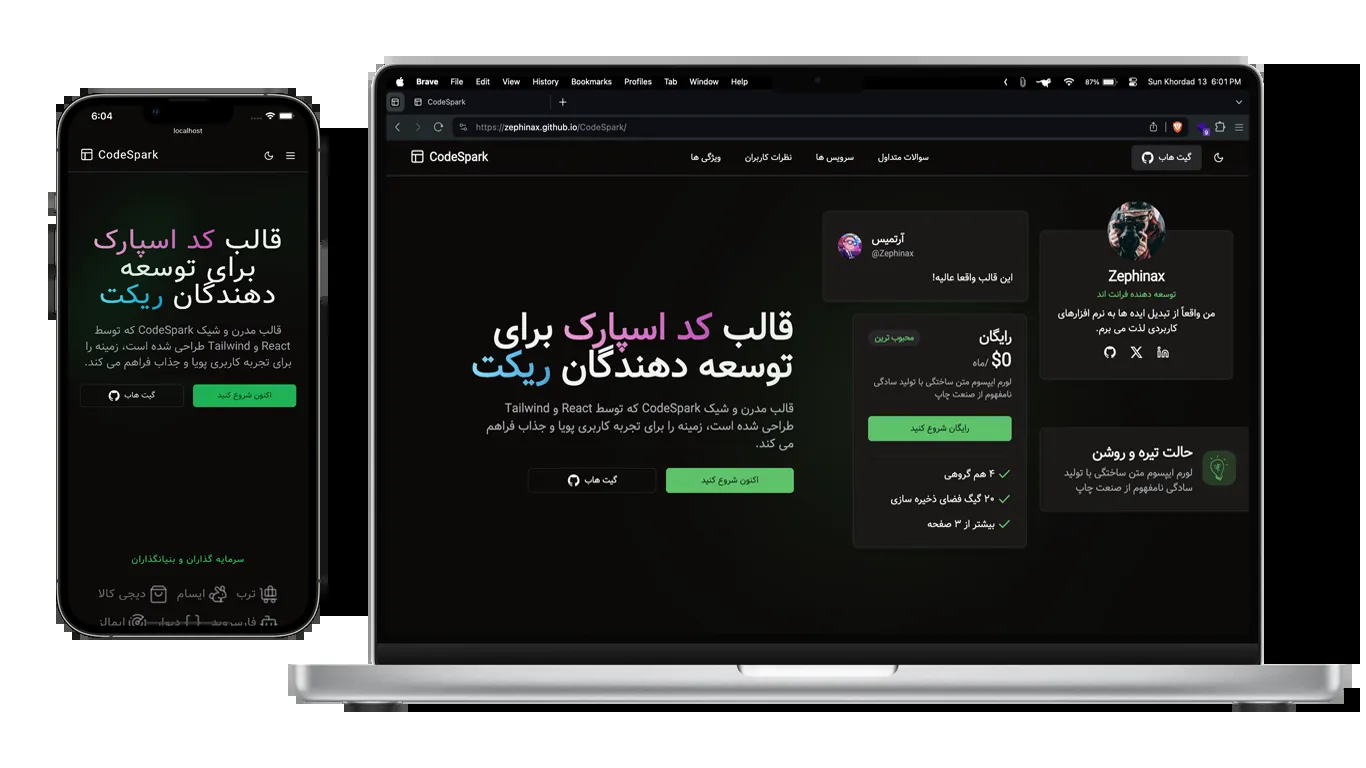 6:04
localhost
CodeSpark
قالب کد اسپارک
برای توسعه
دهندگان ریکت
قالب مدرن و شیک CodeSpark که توسط
React و Tailwind طراحی شده است، زمینه را
برای تجربه کاربری پویا و جذاب فراهم می کند.
اکنون شروع کنید
گیت هاب
سرمایه گذاران و بنیانگذاران
ترب
ایسام
دیجی کالا
Brave File Edit View History Bookmarks Profiles Tab Window Help
87%
Sun Khordad 13 6:01 PM
CodeSpark
https://zephinax.github.io/CodeSpark/
9
CodeSpark
ویژگی ها
نظرات کاربران
سرویس ها
سوالات متداول
گیت هاب
قالب کد اسپارک برای
توسعه دهندگان ریکت
قالب مدرن و شیک CodeSpark که توسط React و Tailwind
طراحی شده است، زمینه را برای تجربه کاربری پویا و جذاب فراهم
می کند.
اکنون شروع کنید
گیت هاب
آرتمیس
@Zephinax
این قالب واقعا عالیه!
رایگان
محبوب ترین
$0 /ماه
لورم ایپسوم متن ساختگی با تولید سادگی
نامفهوم از صنعت چاپ
رایگان شروع کنید
۴ هم گروهی
۲۰ گیگ فضای ذخیره سازی
بیشتر از ۳ صفحه
Zephinax
توسعه دهنده فرانت اند
من واقعاً از تبدیل ایده ها به نرم افزارهای
کاربردی لذت می برم.
حالت تیره و روشن
لورم ایپسوم متن ساختگی با تولید
سادگی نامفهوم از صنعت چاپ